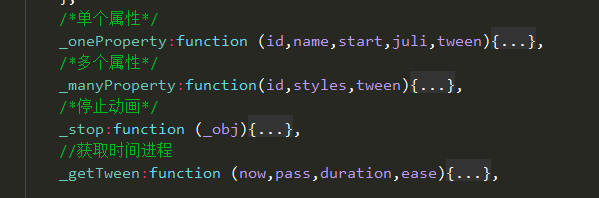 },
/*单个属性*/
_oneProperty:function (id,name,start,juli,tween){...},
/*多个属性*/
_manyProperty:function(id,styles,tween){...},
/*停止动画*/
_stop:function (_obj){...},
//获取时间进程
_getTween:function (now,pass,duration,ease){...},